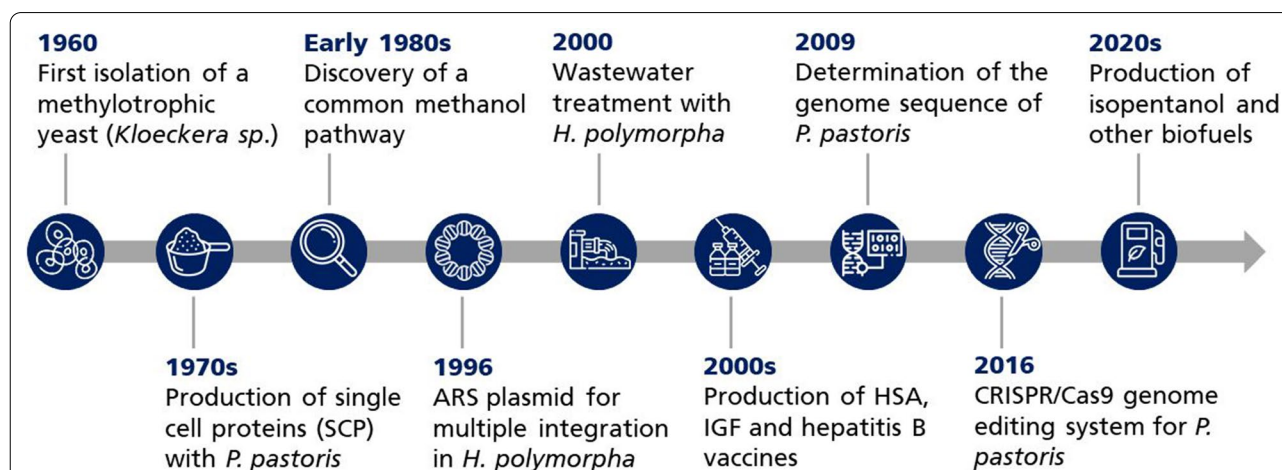 1960
First isolation of a
methylotrophic
yeast (Kloeckera sp.)
Early 1980s
Discovery of a
common methanol
pathway
2000
Wastewater
treatment with
H. polymorpha
2009
Determination of the
genome sequence of
P. pastoris
2020s
Production of
isopentanol and
other biofuels
1970s
Production of single
cell proteins (SCP)
with P. pastoris
1996
ARS plasmid for
multiple integration
in H. polymorpha
2000s
Production of HSA,
IGF and hepatitis B
vaccines
2016
CRISPR/Cas9 genome
editing system for P.
pastoris